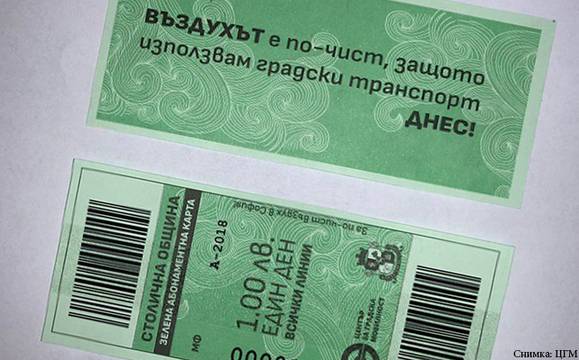 ВЪЗДУХЪТ е по-чист, защото
използвам градски транспорт
ДНЕС!
СТОЛИЧНА ОБЩИНА
ЗЕЛЕНА АБОНАМЕНТНА КАРТА
МФ
А-2018
1.00 лв.
ЕДИН ДЕН
ВСИЧКИ ЛИНИИ
За по-чист въздух в София!
ЦЕНТЪР
ЗА ГРАДСКА
МОБИЛНОСТ
Снимка: ЦГМ